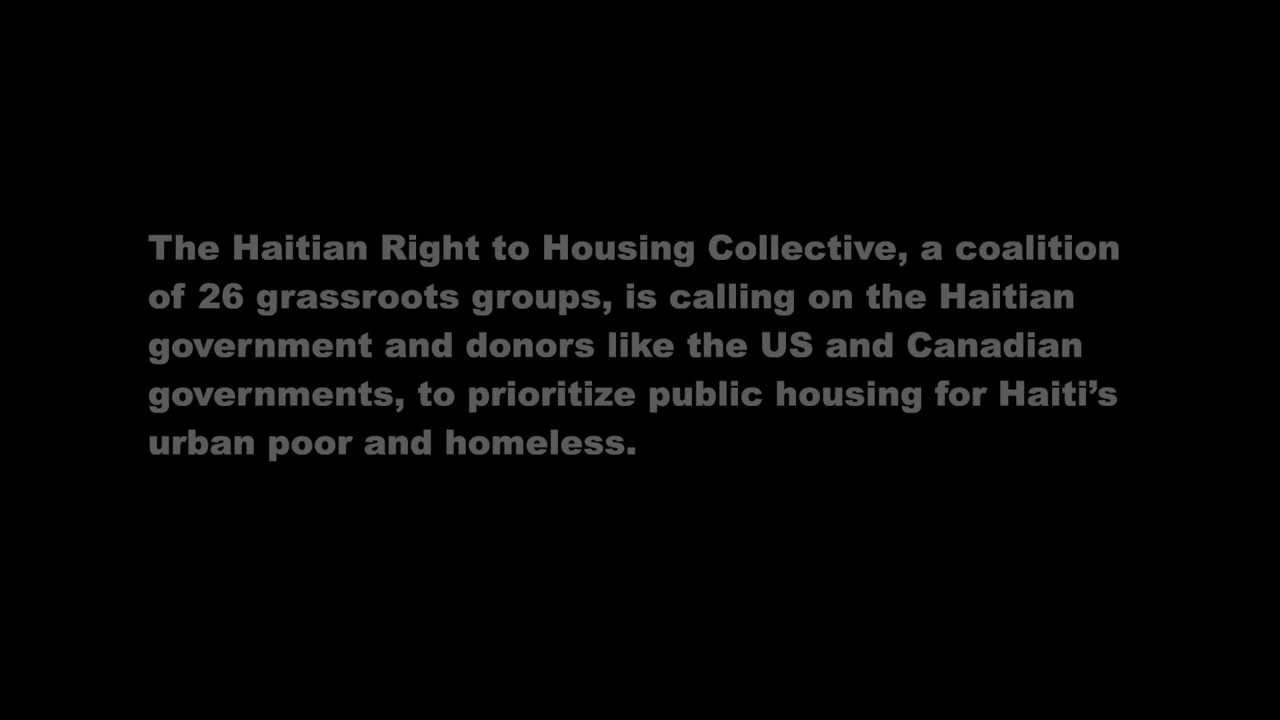 The Haitian Right to Housing Collective, a coalition
of 26 grassroots groups, is calling on the Haitian
government and donors like the US and Canadian
governments, to prioritize public housing for Haiti’s
urban poor and homeless.